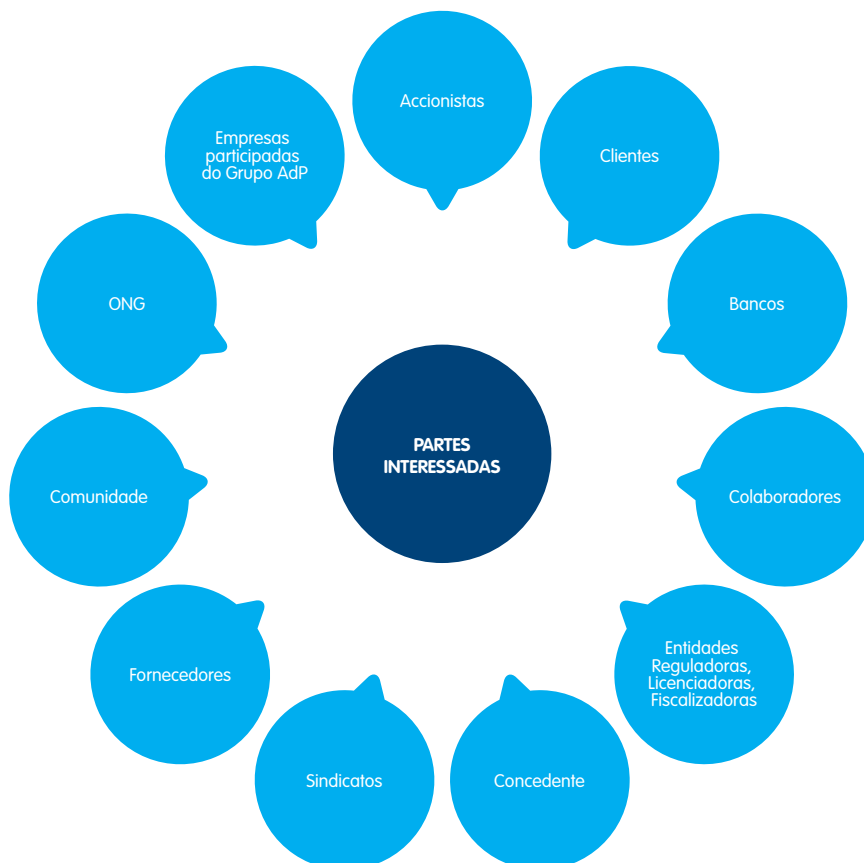 Accionistas
Clientes
Bancos
Colaboradores
Entidades
Reguladoras,
Licenciadoras,
Fiscalizadoras
Concedente
Sindicatos
Fornecedores
Comunidade
ONG
Empresas
participadas
do Grupo AdP
PARTES
INTERESSADAS